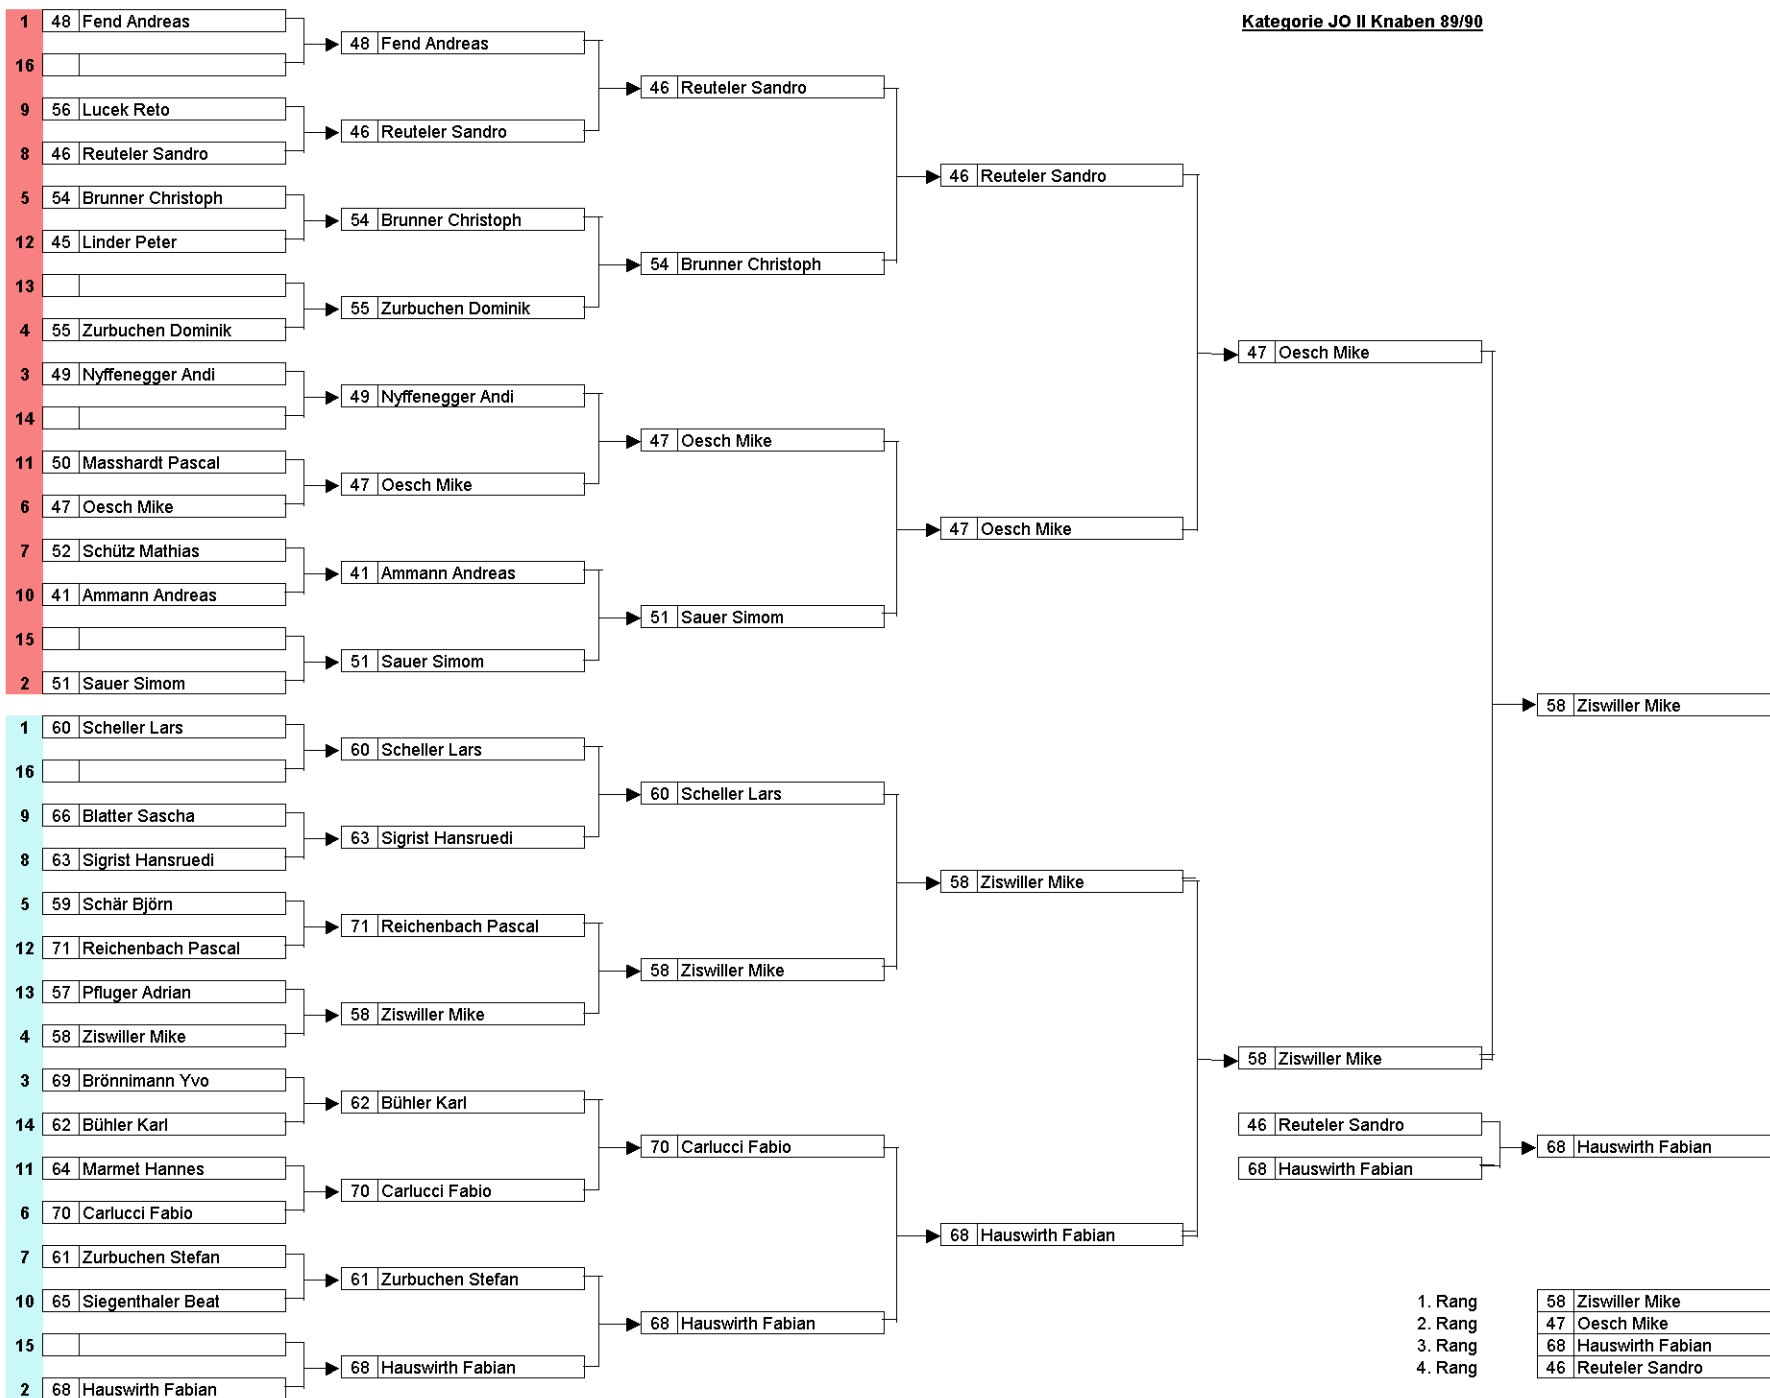 Kategorie JO II Knaben 89/90
1 48 Fend Andreas
16
9 56 Lucek Reto
8 46 Reuteler Sandro
5 54 Brunner Christoph
12 45 Linder Peter
13
4 55 Zurbuchen Dominik
3 49 Nyffenegger Andi
14
11 50 Masshardt Pascal
6 47 Oesch Mike
7 52 Schütz Mathias
10 41 Ammann Andreas
15
2 51 Sauer Simom
1 60 Scheller Lars
16
9 66 Blatter Sascha
8 63 Sigrist Hansruedi
5 59 Schär Björn
12 71 Reichenbach Pascal
13 57 Pfluger Adrian
4 58 Ziswiller Mike
3 69 Brönnimann Yvo
14 62 Bühler Karl
11 64 Marmet Hannes
6 70 Carlucci Fabio
7 61 Zurbuchen Stefan
10 65 Siegenthaler Beat
15
2 68 Hauswirth Fabian
48 Fend Andreas
46 Reuteler Sandro
54 Brunner Christoph
55 Zurbuchen Dominik
49 Nyffenegger Andi
47 Oesch Mike
41 Ammann Andreas
51 Sauer Simom
60 Scheller Lars
63 Sigrist Hansruedi
71 Reichenbach Pascal
58 Ziswiller Mike
62 Bühler Karl
70 Carlucci Fabio
61 Zurbuchen Stefan
68 Hauswirth Fabian
46 Reuteler Sandro
54 Brunner Christoph
47 Oesch Mike
51 Sauer Simom
60 Scheller Lars
58 Ziswiller Mike
70 Carlucci Fabio
68 Hauswirth Fabian
46 Reuteler Sandro
47 Oesch Mike
58 Ziswiller Mike
68 Hauswirth Fabian
47 Oesch Mike
58 Ziswiller Mike
46 Reuteler Sandro
68 Hauswirth Fabian
58 Ziswiller Mike
68 Hauswirth Fabian
1. Rang 58 Ziswiller Mike
2. Rang 47 Oesch Mike
3. Rang 68 Hauswirth Fabian
4. Rang 46 Reuteler Sandro